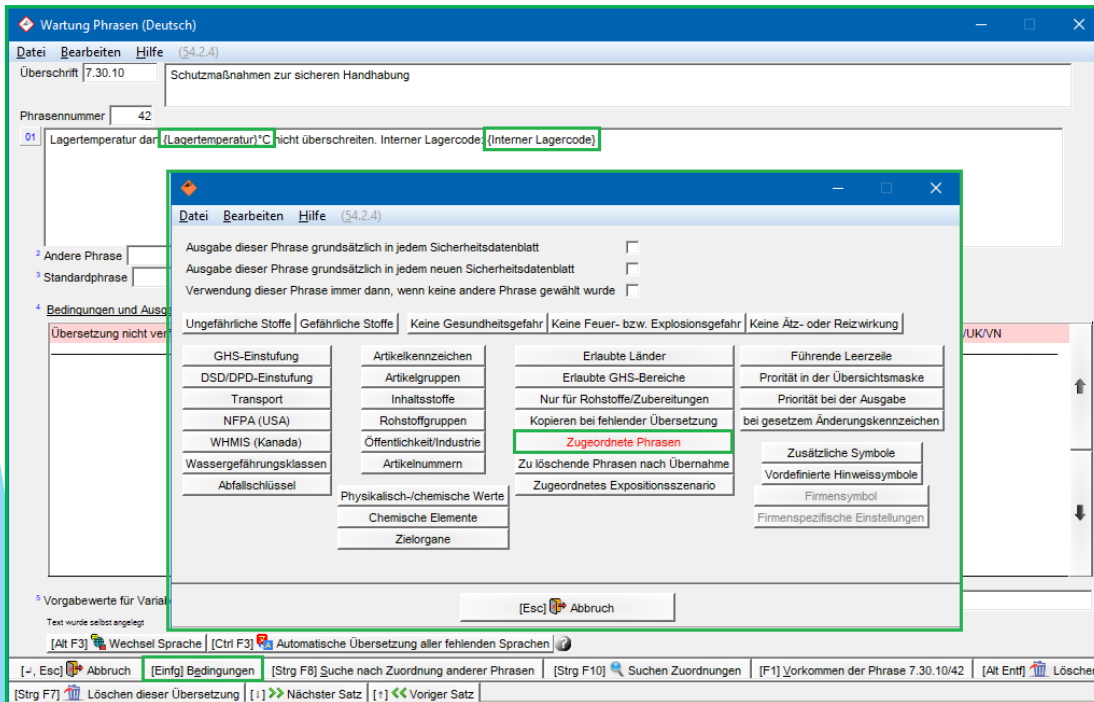 Wartung Phrasen (Deutsch)
Datei Bearbeiten Hilfe (54.2.4)
Überschrift 7.30.10 Schutzmaßnahmen zur sicheren Handhabung
Phrasennummer 42
01 Lagertemperatur darf {Lagertemperatur}°C nicht überschreiten. Interner Lagercode: {Interner Lagercode}
Datei Bearbeiten Hilfe (54.2.4)
Ausgabe dieser Phrase grundsätzlich in jedem Sicherheitsdatenblatt
2 Andere Phrase
Ausgabe dieser Phrase grundsätzlich in jedem neuen Sicherheitsdatenblatt
3 Standardphrase
Verwendung dieser Phrase immer dann, wenn keine andere Phrase gewählt wurde
4 Bedingungen und Ausg
Ungefährliche Stoffe Gefährliche Stoffe Keine Gesundheitsgefahr Keine Feuer- bzw. Explosionsgefahr Keine Ätz- oder Reizwirkung
Übersetzung nicht ver /UK/VN
GHS-Einstufung Artikelkennzeichen Erlaubte Länder Führende Leerzeile
DSD/DPD-Einstufung Artikelgruppen Erlaubte GHS-Bereiche Prorität in der Übersichtsmaske
Transport Inhaltsstoffe Nur für Rohstoffe/Zubereitungen Priorität bei der Ausgabe
NFPA (USA) Rohstoffgruppen Kopieren bei fehlender Übersetzung bei gesetzem Änderungskennzeichen
WHMIS (Kanada) Öffentlichkeit/Industrie Zugeordnete Phrasen
Zusätzliche Symbole
Wassergefährungsklassen Artikelnummern Zu löschende Phrasen nach Übernahme
Vordefinierte Hinweissymbole
Abfallschlüssel Zugeordnetes Expositionsszenario
Physikalisch-/chemische Werte Firmensymbol
Chemische Elemente Firmenspezifische Einstellungen
Zielorgane
5 Vorgabewerte für Variab
[Esc] Abbruch
Text wurde selbst angelegt
[Alt F3] Wechsel Sprache [Ctrl F3] Automatische Übersetzung aller fehlenden Sprachen
[↲, Esc] Abbruch [Einfg] Bedingungen [Strg F8] Suche nach Zuordnung anderer Phrasen [Strg F10] Suchen Zuordnungen [F1] Vorkommen der Phrase 7.30.10/42 [Alt Entf] Löschen
[Strg F7] Löschen dieser Übersetzung [↓] Nächster Satz [↑] Voriger Satz